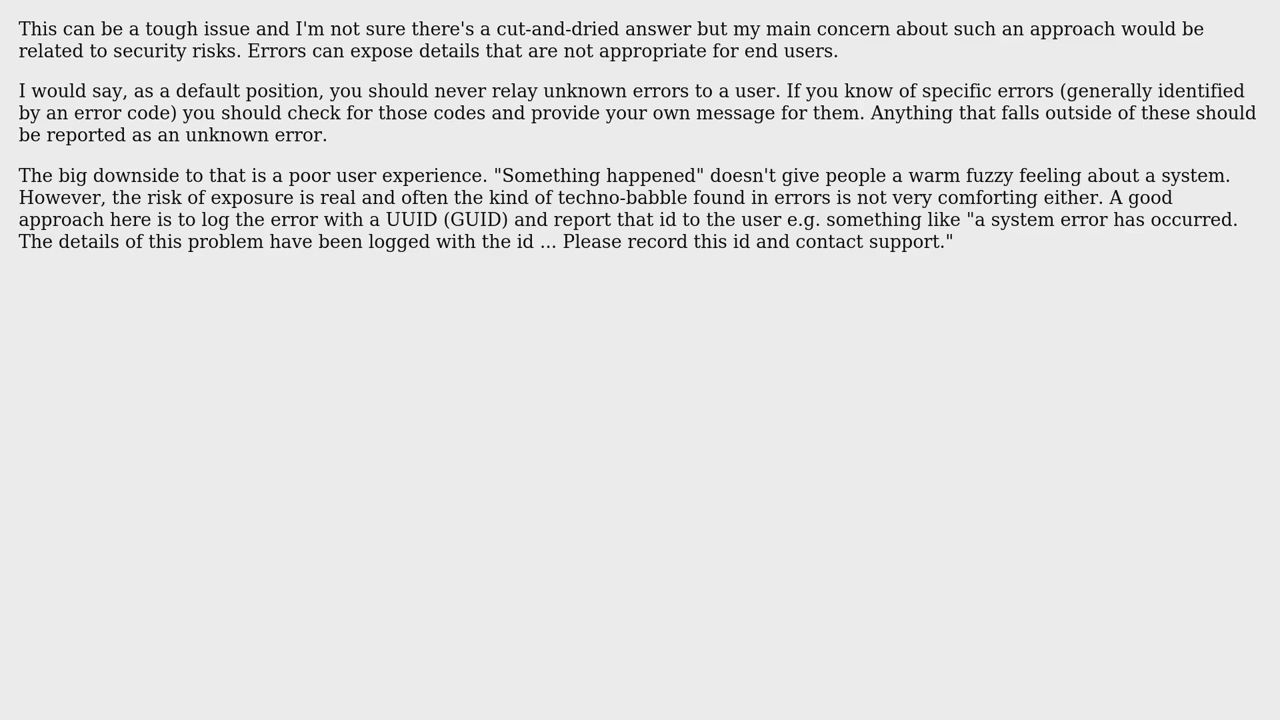 This can be a tough issue and I'm not sure there's a cut-and-dried answer but my main concern about such an approach would be
related to security risks. Errors can expose details that are not appropriate for end users.
I would say, as a default position, you should never relay unknown errors to a user. If you know of specific errors (generally identified
by an error code) you should check for those codes and provide your own message for them. Anything that falls outside of these should
be reported as an unknown error.
The big downside to that is a poor user experience. "Something happened" doesn't give people a warm fuzzy feeling about a system.
However, the risk of exposure is real and often the kind of techno-babble found in errors is not very comforting either. A good
approach here is to log the error with a UUID (GUID) and report that id to the user e.g. something like "a system error has occurred.
The details of this problem have been logged with the id ... Please record this id and contact support."